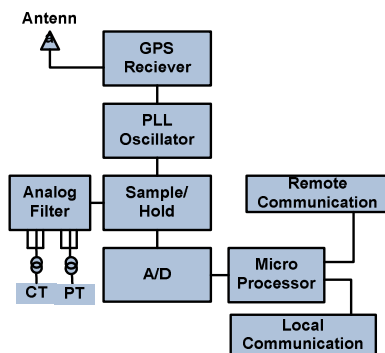 Antenn
GPS
Reciever
PLL
Oscillator
Analog
Filter
Sample/
Hold
Remote
Communication
CT
PT
A/D
Micro
Processor
Local
Communication